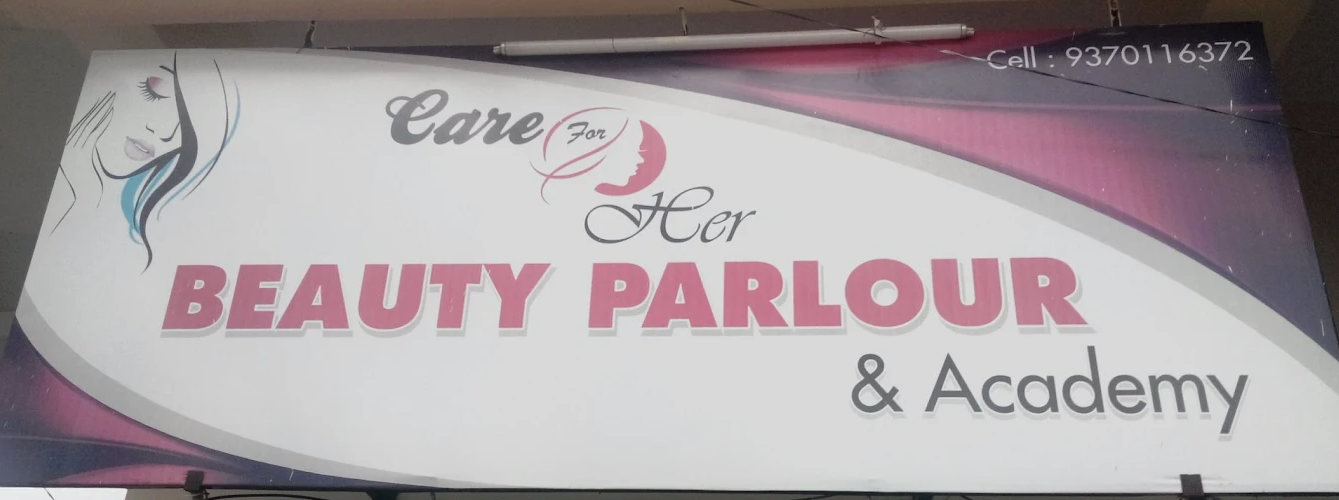 Cell : 9370116372
Care For
Her
BEAUTY PARLOUR
& Academy